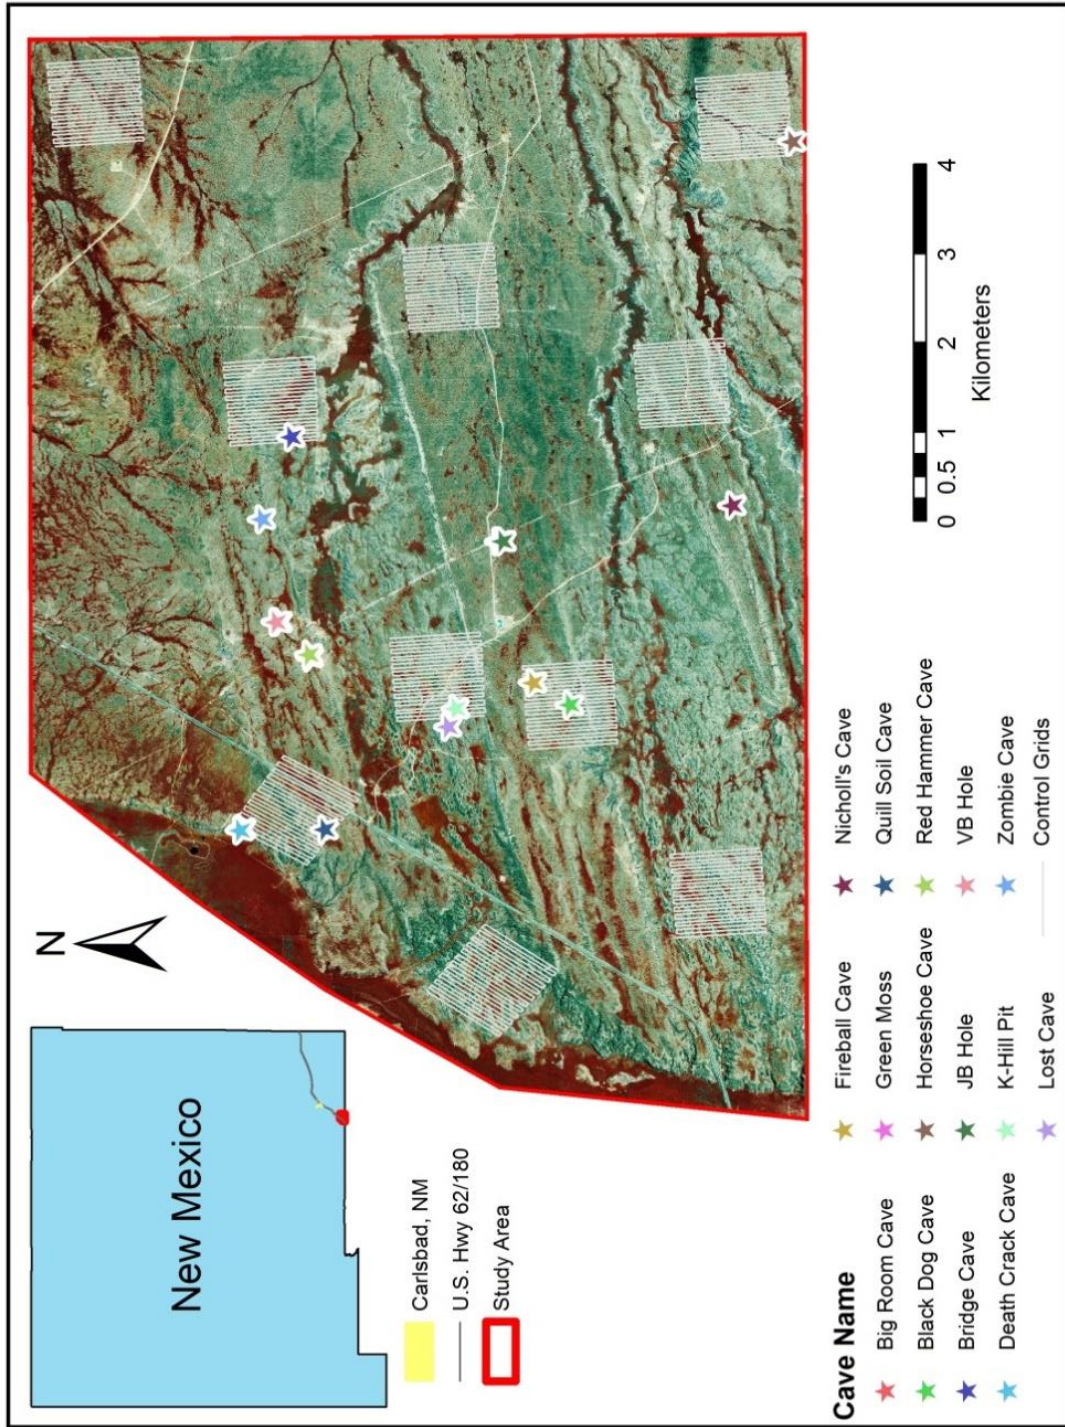 New Mexico
N
Carlsbad, NM
U.S. Hwy 62/180
Study Area
0 0.5 1 2 3 4
Kilometers
Cave Name
Big Room Cave
Black Dog Cave
Bridge Cave
Death Crack Cave
Fireball Cave
Green Moss
Horseshoe Cave
JB Hole
K-Hill Pit
Lost Cave
Nicholl's Cave
Quill Soil Cave
Red Hammer Cave
VB Hole
Zombie Cave
Control Grids